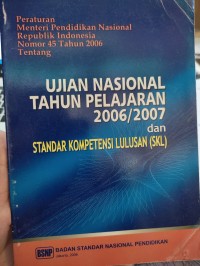 Peraturan
Menteri Pendidikan Nasional
Republik Indonesia
Nomor 45 Tahun 2006
Tentang
UJIAN NASIONAL
TAHUN PELAJARAN
2006/2007
dan
STANDAR KOMPETENSI LULUSAN (SKL)
BSNP
BADAN STANDAR NASIONAL PENDIDIKAN